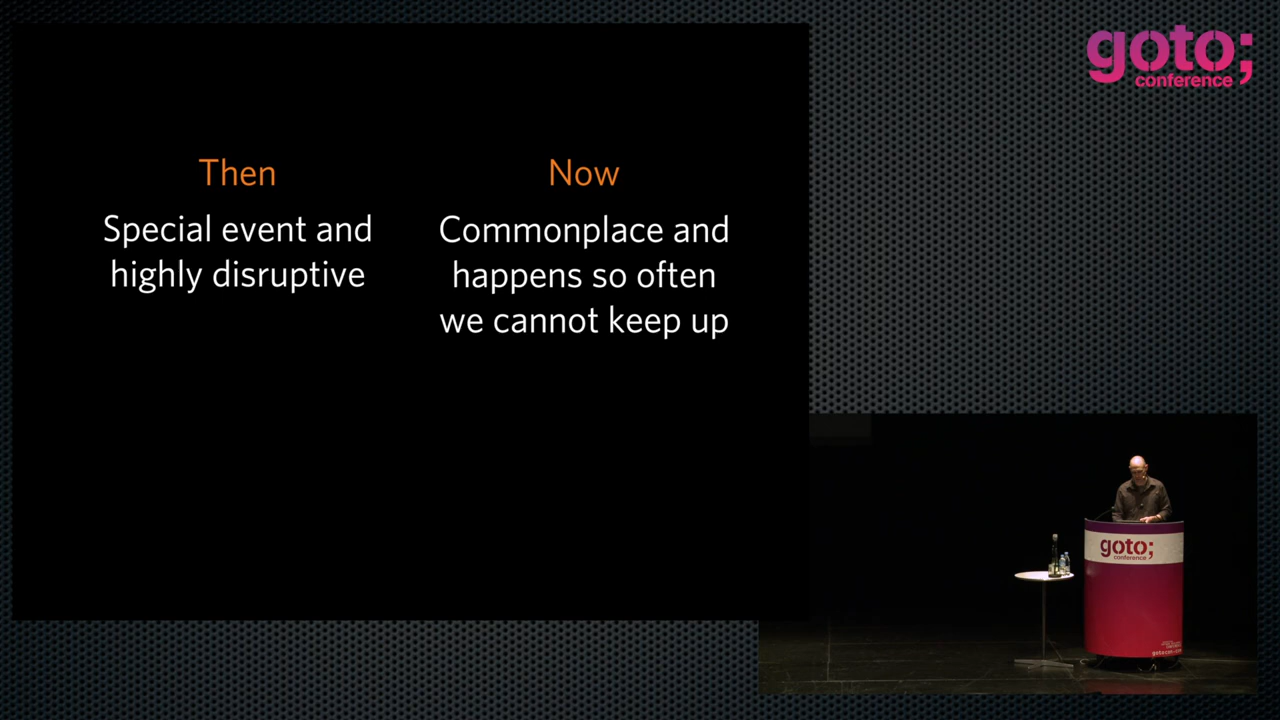 goto;
conference
Then
Special event and
highly disruptive
Now
Commonplace and
happens so often
we cannot keep up
goto;
conference